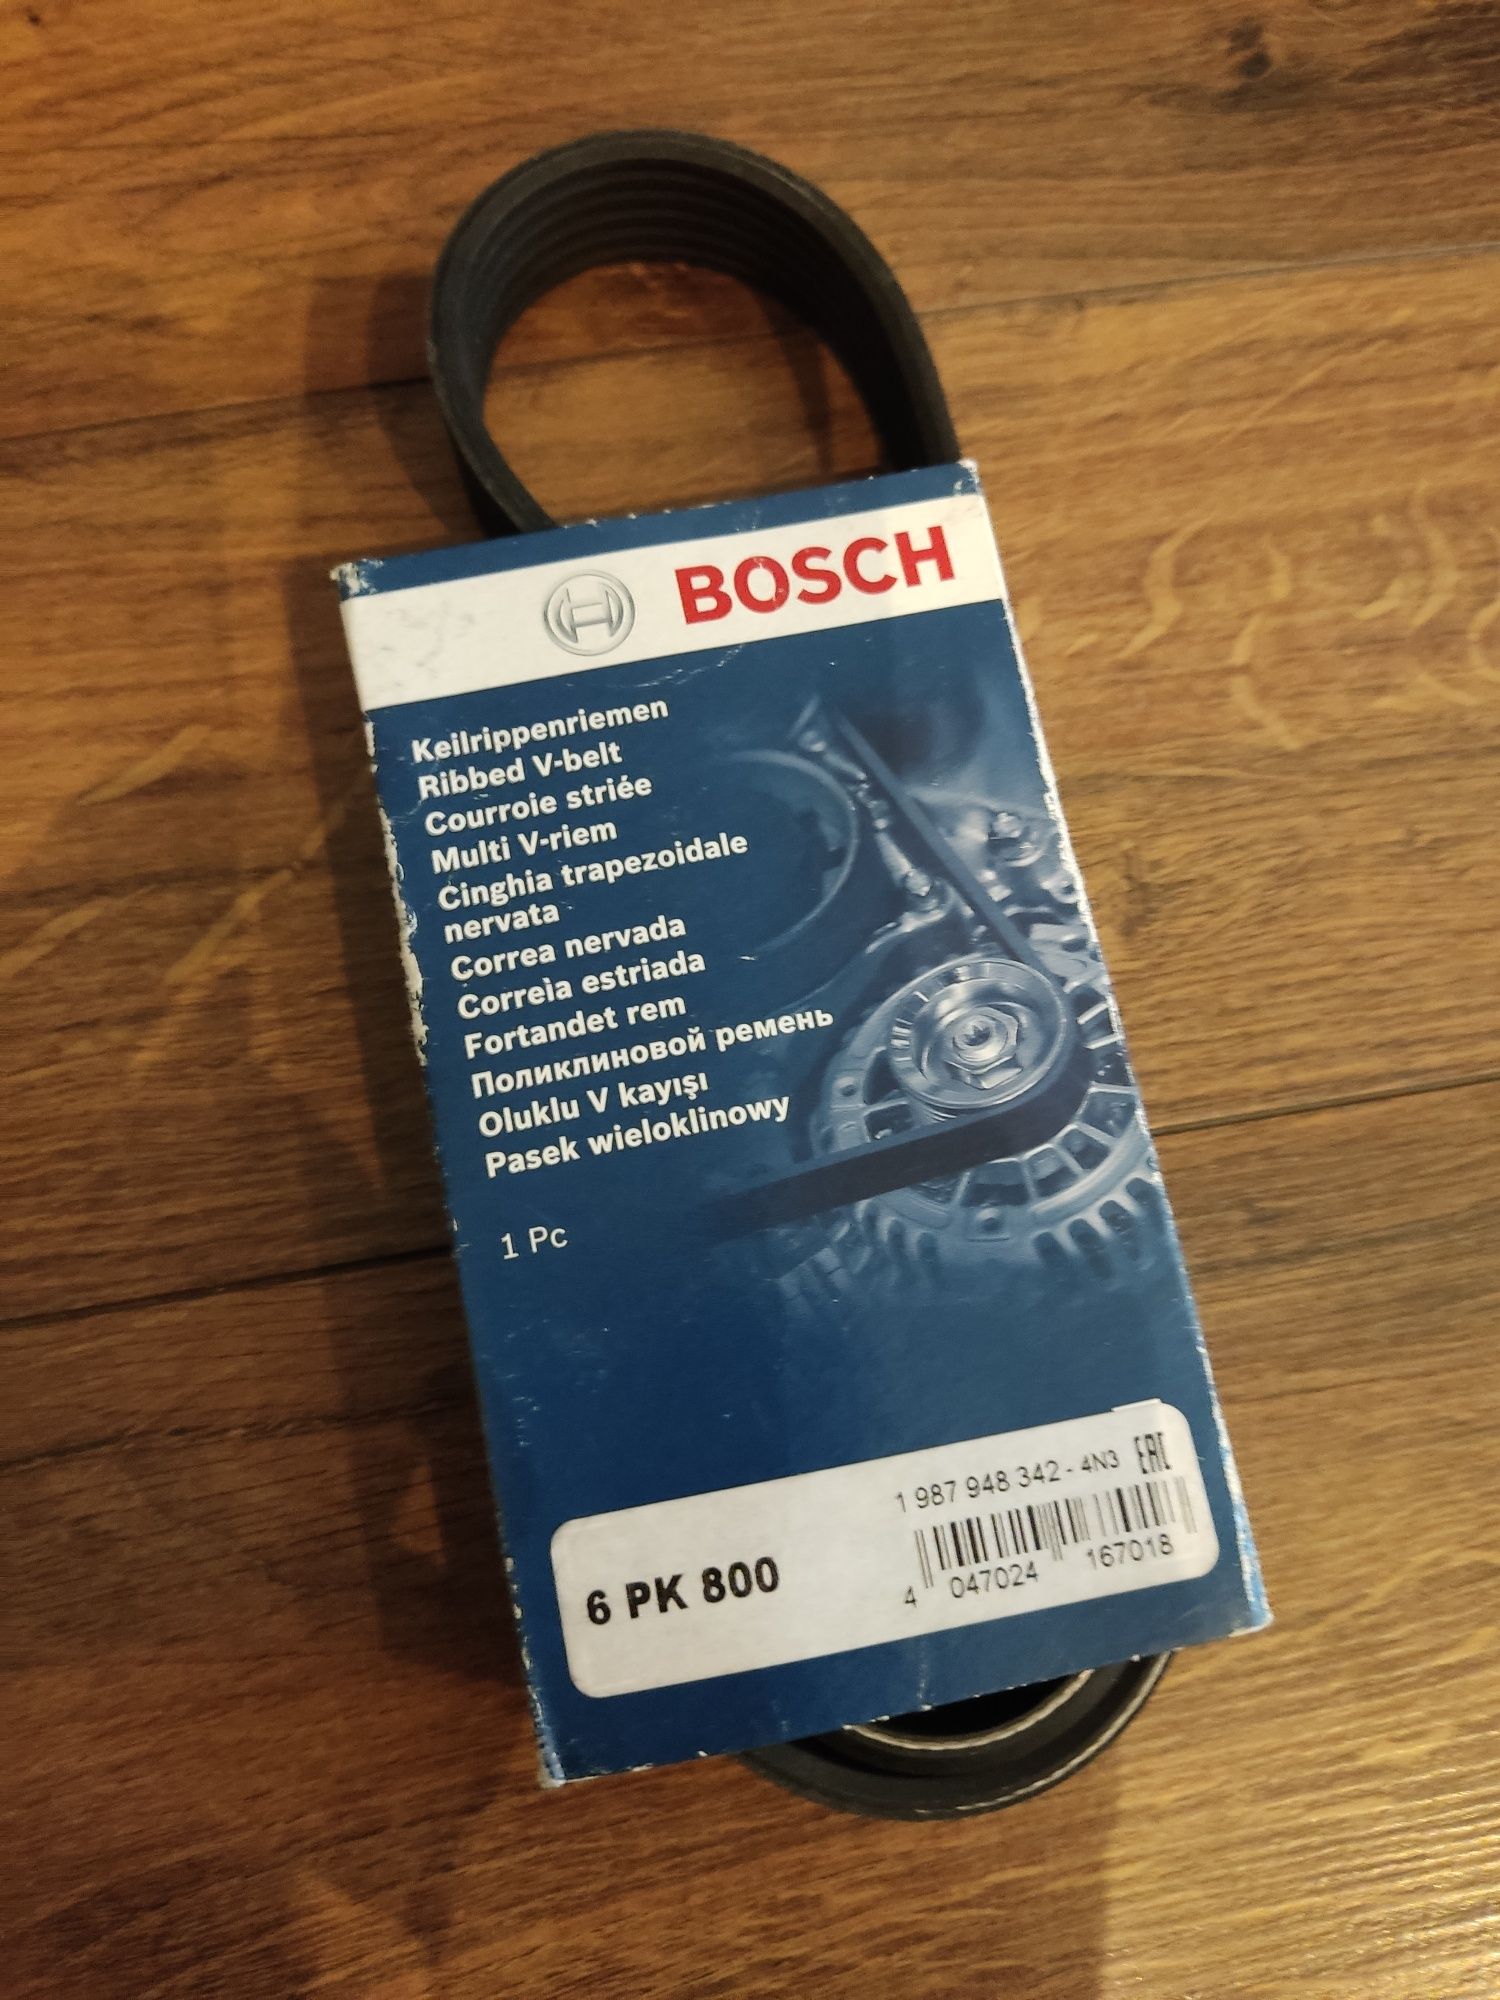 BOSCH
Keilrippenriemen
Ribbed V-belt
Courroie striée
Multi V-riem
Cinghia trapezoidale
nervata
Correa nervada
Correia estriada
Fortandet rem
Поликлиновой ремень
Oluklu V kayışı
Pasek wieloklinowy
1 Pc
1 987 948 342 - 4N3 EAC
6 PK 800
4 047024 167018